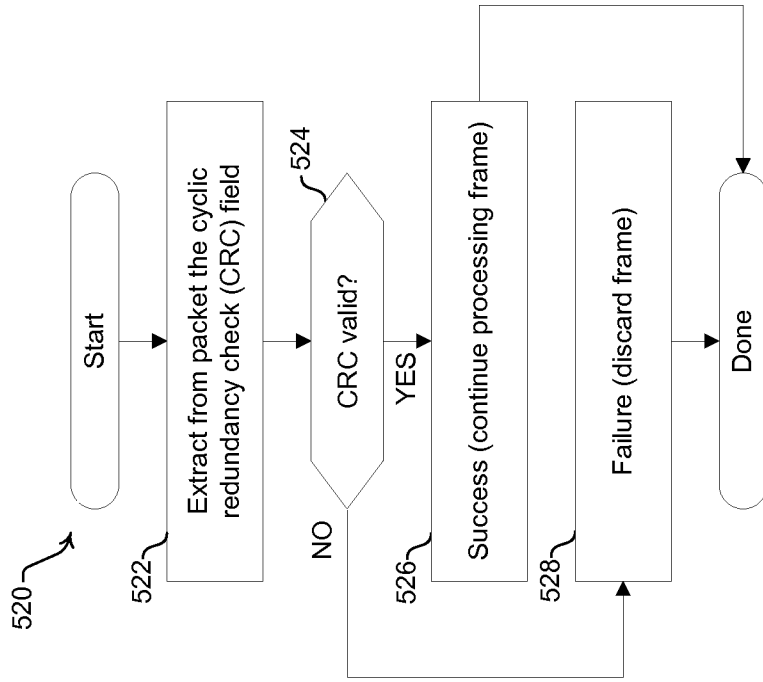 520
Start
522
Extract from packet the cyclic
redundancy check (CRC) field
524
CRC valid?
NO
YES
526
Success (continue processing frame)
528
Failure (discard frame)
Done